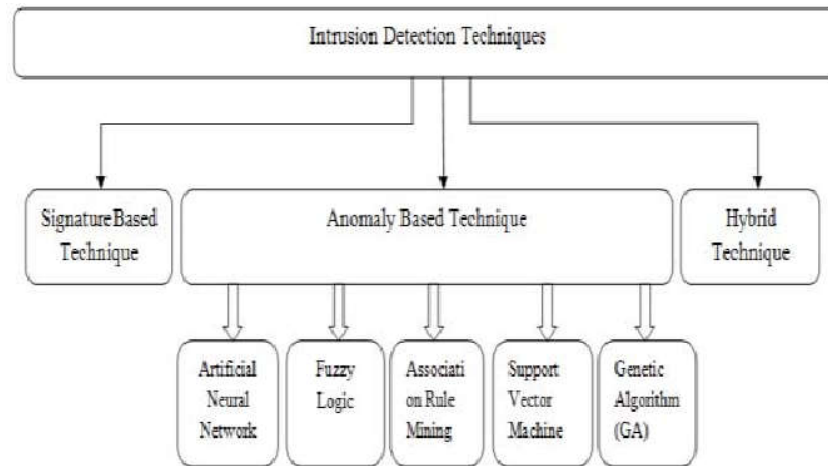 Intrusion Detection Techniques
Signature Based
Technique
Anomaly Based Technique
Hybrid
Technique
Artificial
Neural
Network
Fuzzy
Logic
Associati
on Rule
Mining
Support
Vector
Machine
Genetic
Algorithm
(GA)